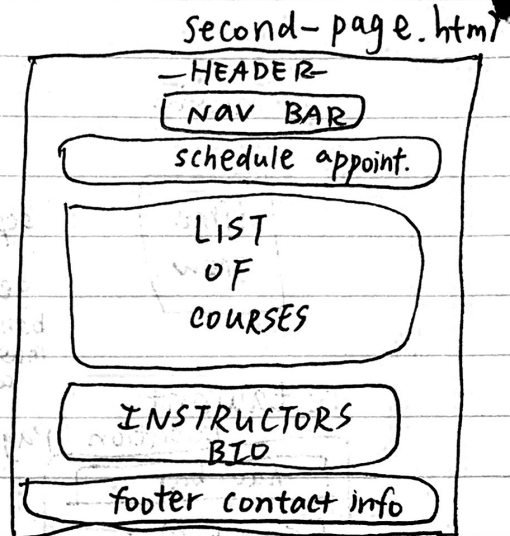 second-page.html
-HEADER-
NAV BAR
schedule appoint.
LIST
OF
COURSES
INSTRUCTORS
BIO
footer contact info